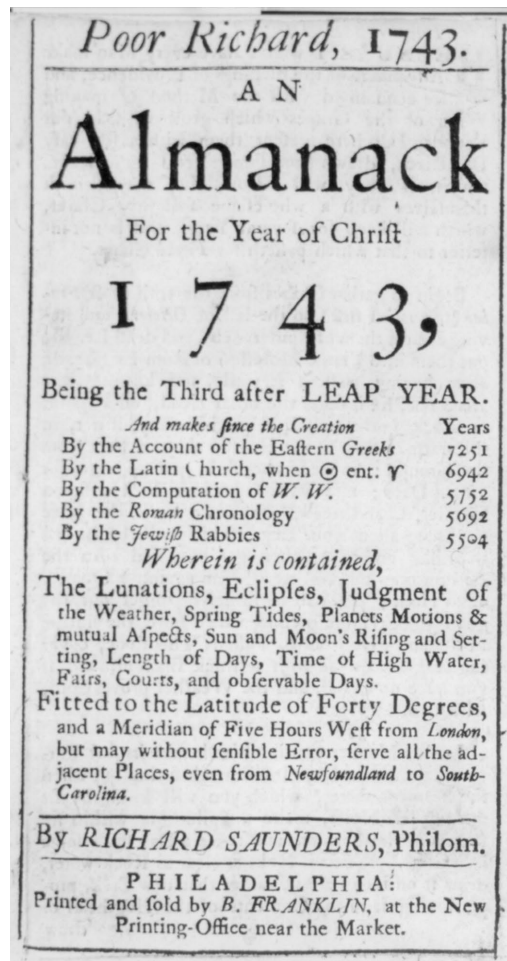 Poor Richard, 1743.
AN
Almanack
For the Year of Chriſt
1743,
Being the Third after LEAP YEAR.
And makes ſince the Creation Years
By the Account of the Eaſtern Greeks 7251
By the Latin Church, when ☉ ent. ♈ 6942
By the Computation of W. W. 5752
By the Roman Chronology 5692
By the Jewiſh Rabbies 5504
Wherein is contained,
The Lunations, Eclipſes, Judgment of
the Weather, Spring Tides, Planets Motions &
mutual Aſpects, Sun and Moon's Riſing and Set-
ting, Length of Days, Time of High Water,
Fairs, Courts, and obſervable Days.
Fitted to the Latitude of Forty Degrees,
and a Meridian of Five Hours Weſt from London,
but may without ſenſible Error, ſerve all the ad-
jacent Places, even from Newfoundland to South-
Carolina.
By RICHARD SAUNDERS, Philom.
PHILADELPHIA:
Printed and ſold by B. FRANKLIN, at the New
Printing-Office near the Market.